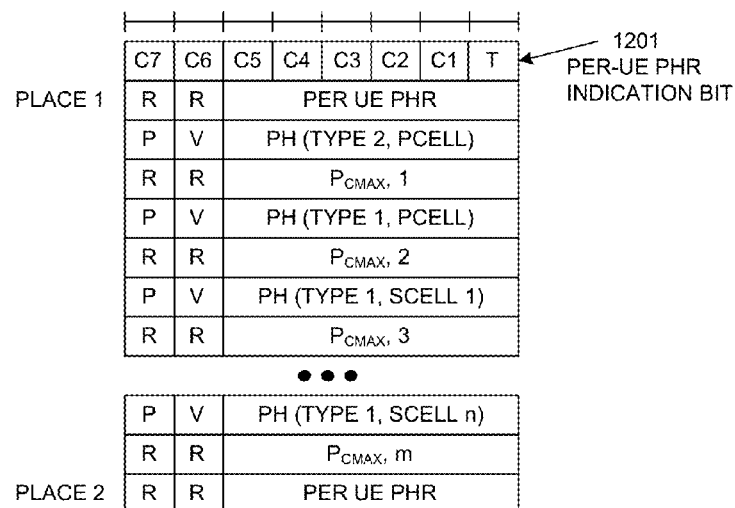 C7 C6 C5 C4 C3 C2 C1 T
1201
PER-UE PHR
INDICATION BIT
PLACE 1 R R PER UE PHR
P V PH (TYPE 2, PCELL)
R R PCMAX, 1
P V PH (TYPE 1, PCELL)
R R PCMAX, 2
P V PH (TYPE 1, SCELL 1)
R R PCMAX, 3
P V PH (TYPE 1, SCELL n)
R R PCMAX, m
PLACE 2 R R PER UE PHR